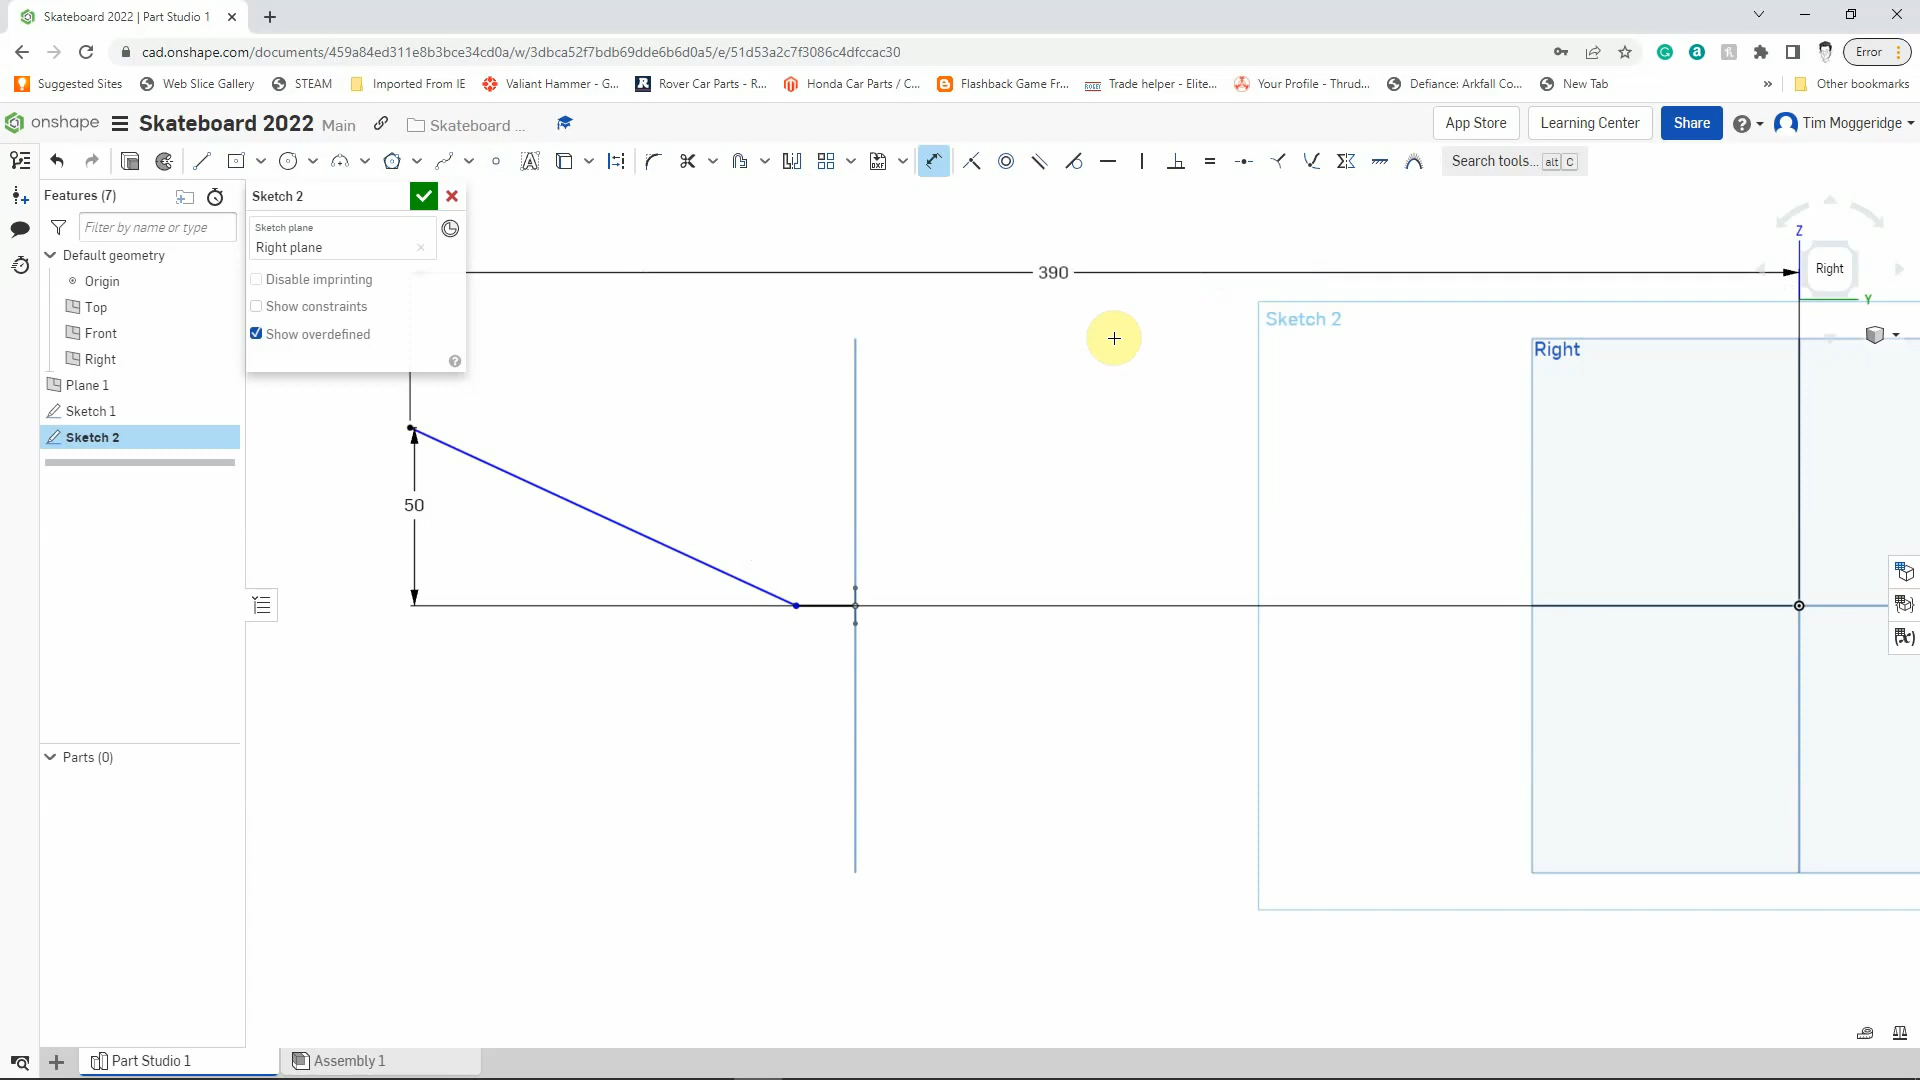 Skateboard 2022 | Part Studio 1
cad.onshape.com/documents/459a84ed311e8b3bce34cd0a/w/3dbca52f7bdb69dde6b6d0a5/e/51d53a2c7f3086c4dfccac30
Error
Suggested Sites
Web Slice Gallery
STEAM
Imported From IE
Valiant Hammer - G...
Rover Car Parts - R...
Honda Car Parts / C...
Flashback Game Fr...
Trade helper - Elite...
Your Profile - Thrud...
Defiance: Arkfall Co...
New Tab
»
Other bookmarks
onshape
Skateboard 2022 Main
Skateboard ...
App Store
Learning Center
Share
Tim Moggeridge
Search tools... alt C
Features (7)
Filter by name or type
Default geometry
Origin
Top
Front
Right
Plane 1
Sketch 1
Sketch 2
Parts (0)
Sketch 2
Sketch plane
Right plane
Disable imprinting
Show constraints
Show overdefined
390
50
Sketch 2
Right
Z
Right
Y
Part Studio 1
Assembly 1